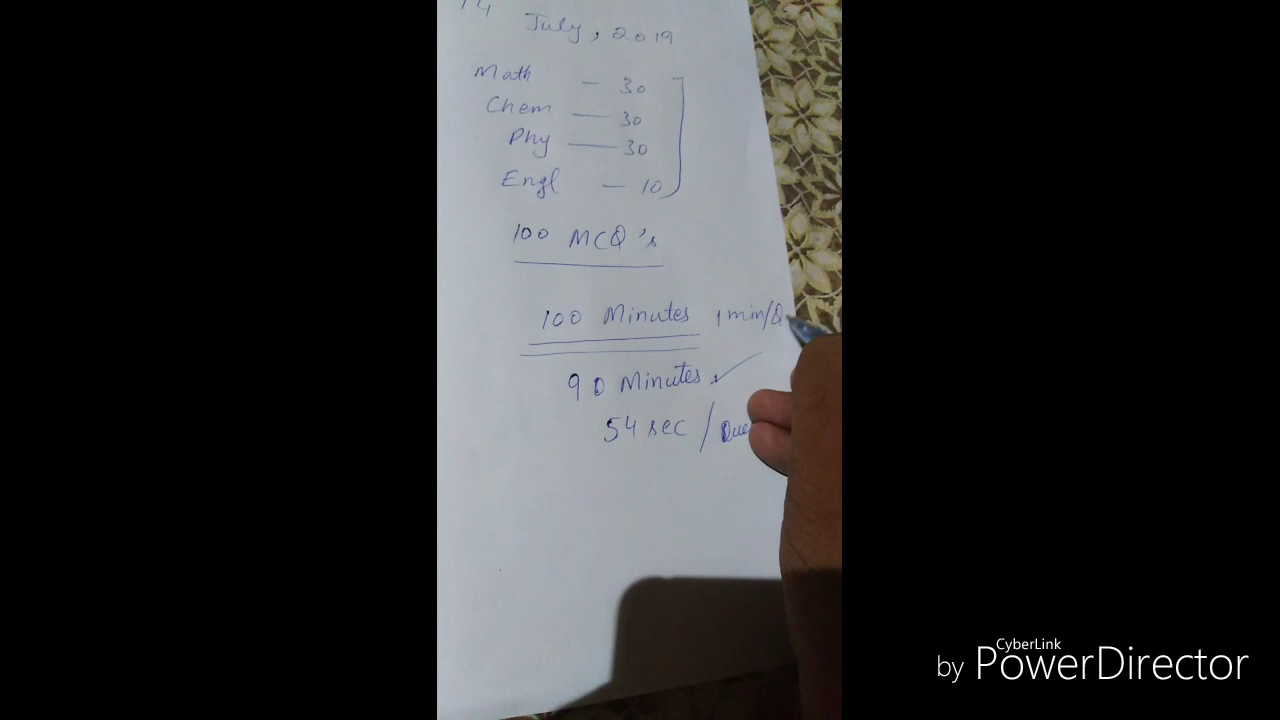 14
July, 2019
Math — 30
Chem — 30
Phy — 30
Engl — 10
100 MCQ's
100 Minutes 1 min/Q
90 Minutes
54 sec / Que
CyberLink
by PowerDirector